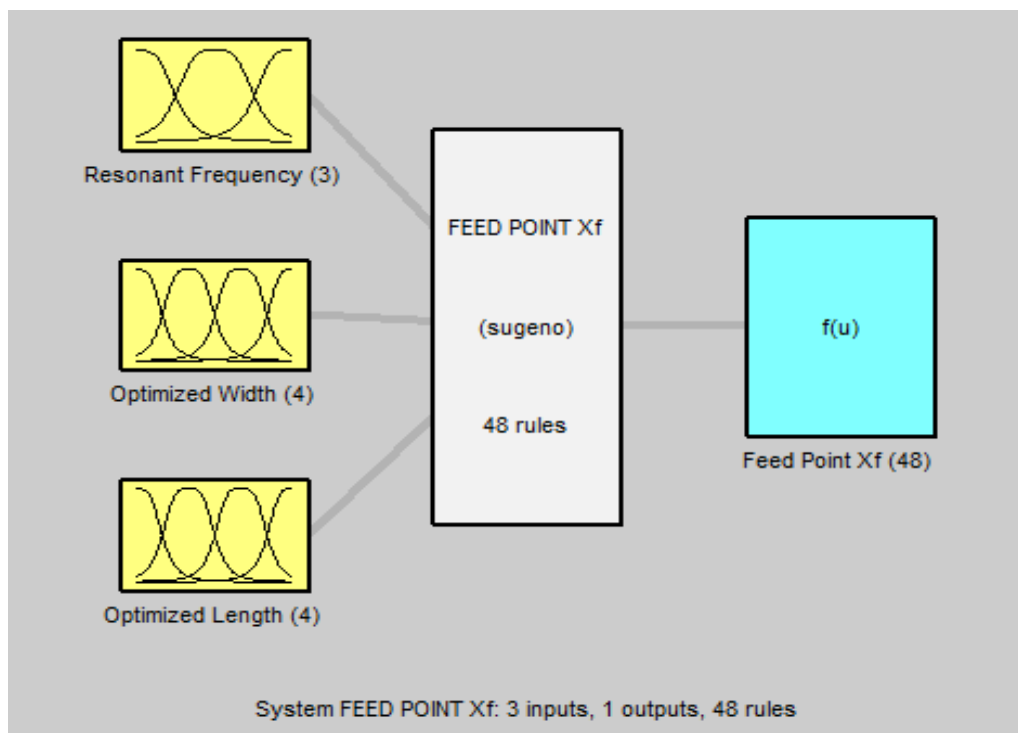 Resonant Frequency (3)
Optimized Width (4)
Optimized Length (4)
FEED POINT Xf
(sugeno)
48 rules
f(u)
Feed Point Xf (48)
System FEED POINT Xf: 3 inputs, 1 outputs, 48 rules